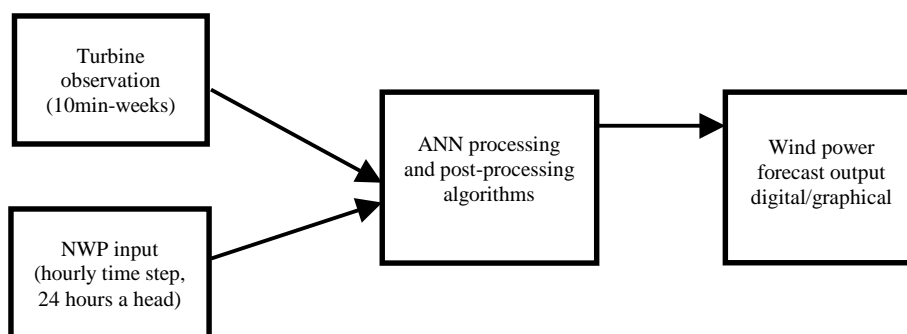 Turbine
observation
(10min-weeks)
NWP input
(hourly time step,
24 hours a head)
ANN processing
and post-processing
algorithms
Wind power
forecast output
digital/graphical